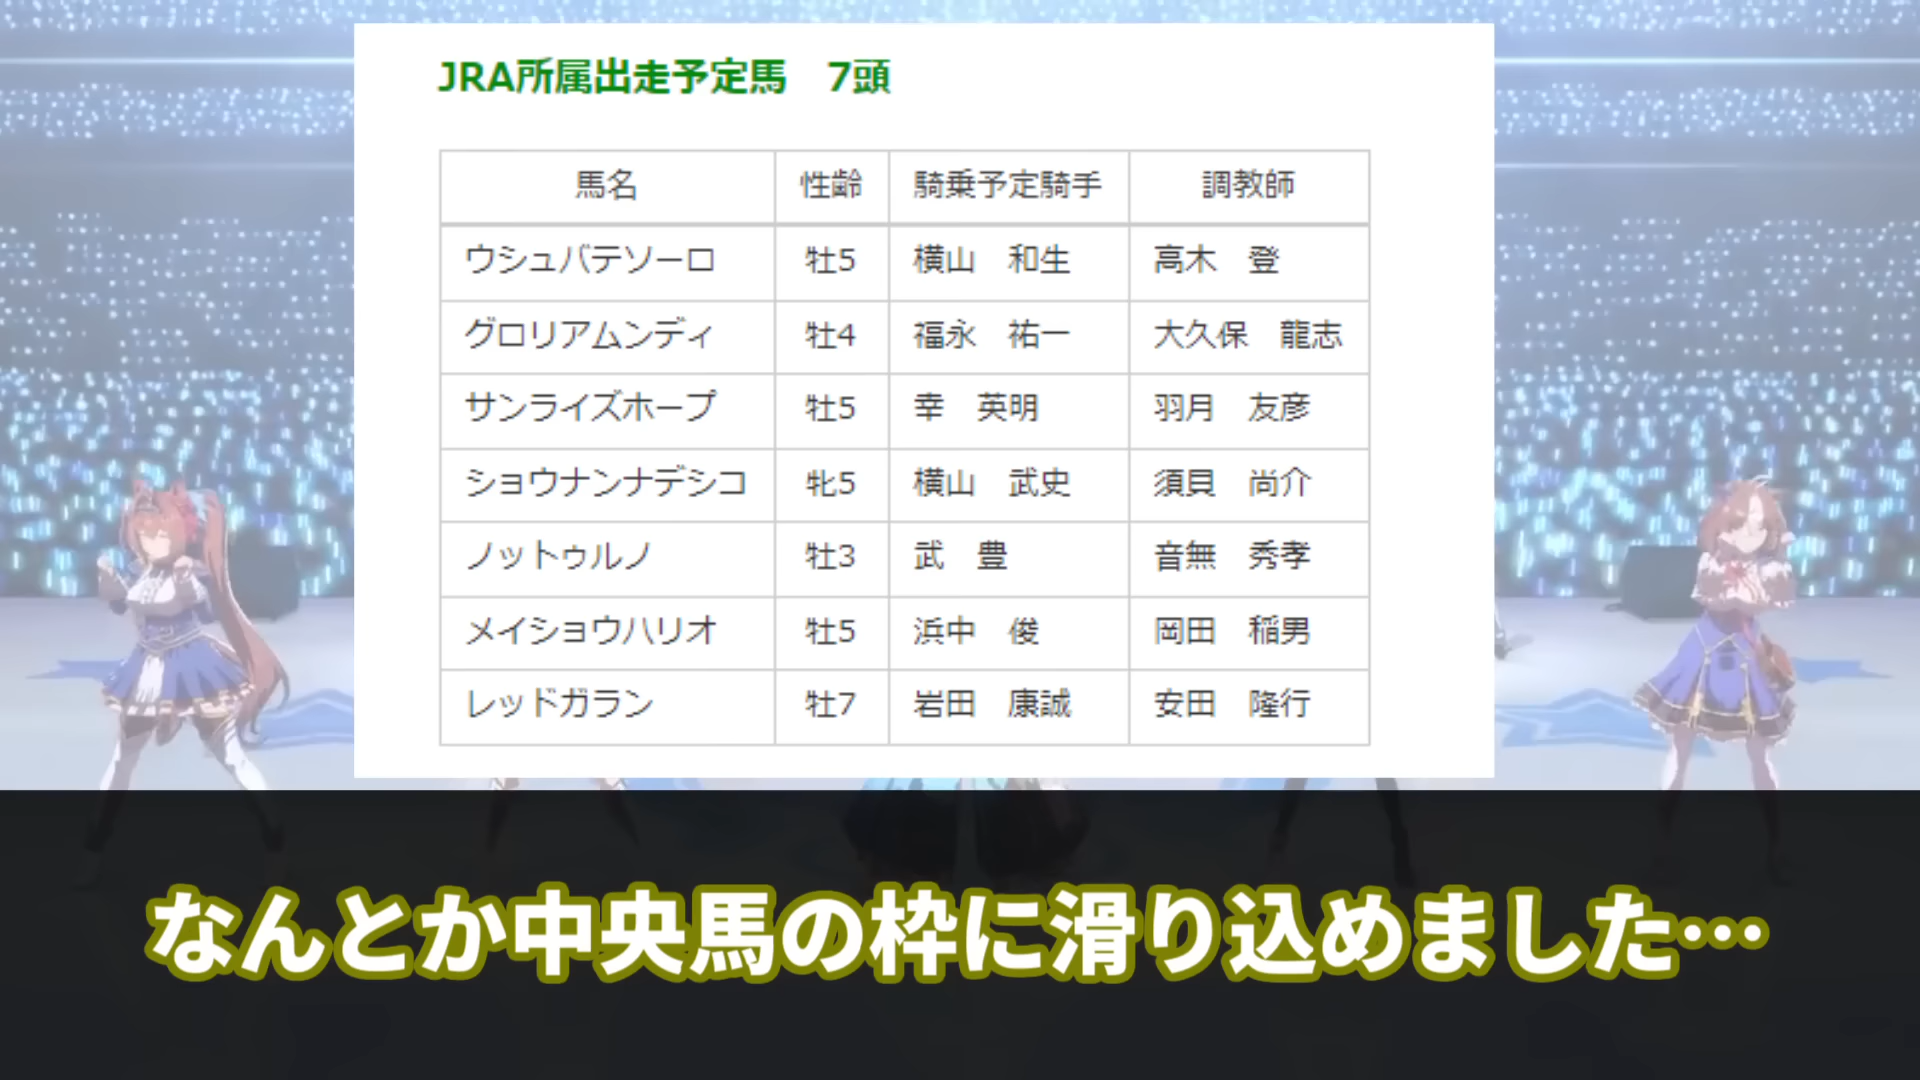 JRA所属出走予定馬　7頭
馬名 性齢 騎乗予定騎手 調教師
ウシュバテソーロ 牡5 横山　和生 高木　登
グロリアムンディ 牡4 福永　祐一 大久保　龍志
サンライズホープ 牡5 幸　英明 羽月　友彦
ショウナンナデシコ 牝5 横山　武史 須貝　尚介
ノットゥルノ 牡3 武　豊 音無　秀孝
メイショウハリオ 牡5 浜中　俊 岡田　稲男
レッドガラン 牡7 岩田　康誠 安田　隆行
なんとか中央馬の枠に滑り込めました…